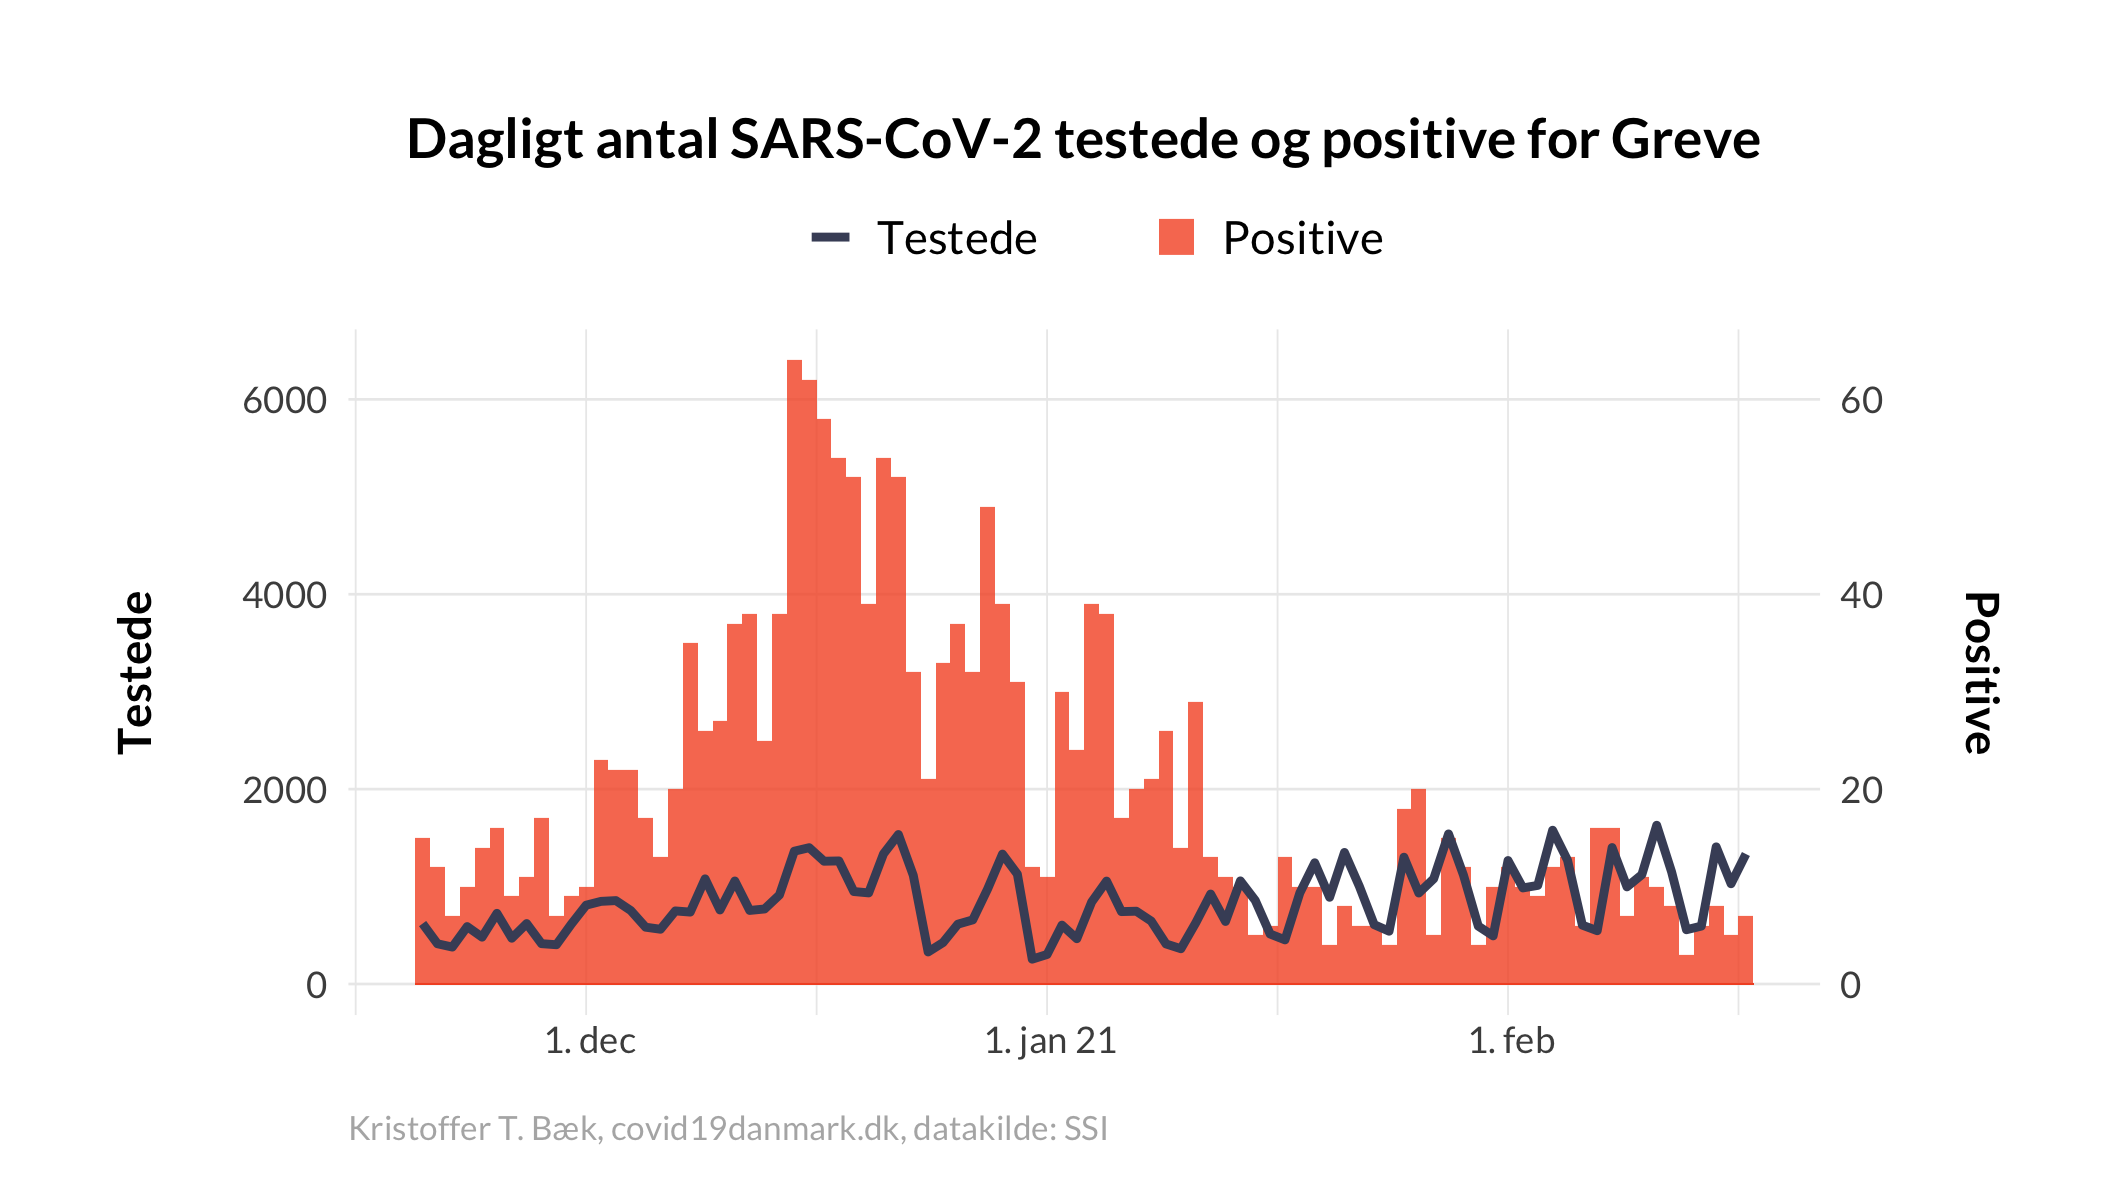 Dagligt antal SARS-CoV-2 testede og positive for Greve
Testede
Positive
6000
4000
2000
0
60
40
20
0
Testede
Positive
1. dec
1. jan 21
1. feb
Kristoffer T. Bæk, covid19danmark.dk, datakilde: SSI